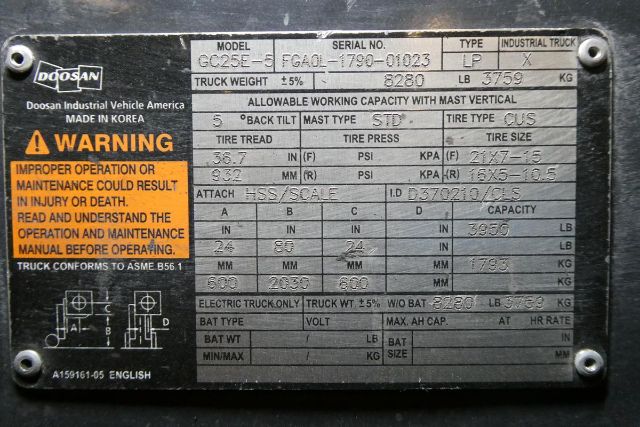 DOOSAN
Doosan Industrial Vehicle America
MADE IN KOREA
WARNING
IMPROPER OPERATION OR
MAINTENANCE COULD RESULT
IN INJURY OR DEATH.
READ AND UNDERSTAND THE
OPERATION AND MAINTENANCE
MANUAL BEFORE OPERATING.
TRUCK CONFORMS TO ASME B56.1
C
A B D
A159161-05 ENGLISH
MODEL SERIAL NO. TYPE INDUSTRIAL TRUCK
GC25E-5 FGA0L-1790-01023 LP X
TRUCK WEIGHT ±5% 8280 LB 3759 KG
ALLOWABLE WORKING CAPACITY WITH MAST VERTICAL
5 °BACK TILT MAST TYPE STD TIRE TYPE CUS
TIRE TREAD TIRE PRESS TIRE SIZE
36.7 IN (F) PSI KPA (F) 21X7-15
932 MM (R) PSI KPA (R) 16X5-10.5
ATTACH HSS/SCALE I.D D370210/CLS
A B C D CAPACITY
IN IN IN IN 3950 LB
24 80 24
MM MM MM MM 1793 KG
600 2030 600
ELECTRIC TRUCK ONLY TRUCK WT. ±5% W/O BAT 8280 LB 3759 KG
BAT TYPE VOLT MAX. AH CAP. AT HR RATE
BAT WT. / LB BAT SIZE IN
MIN/MAX / KG MM